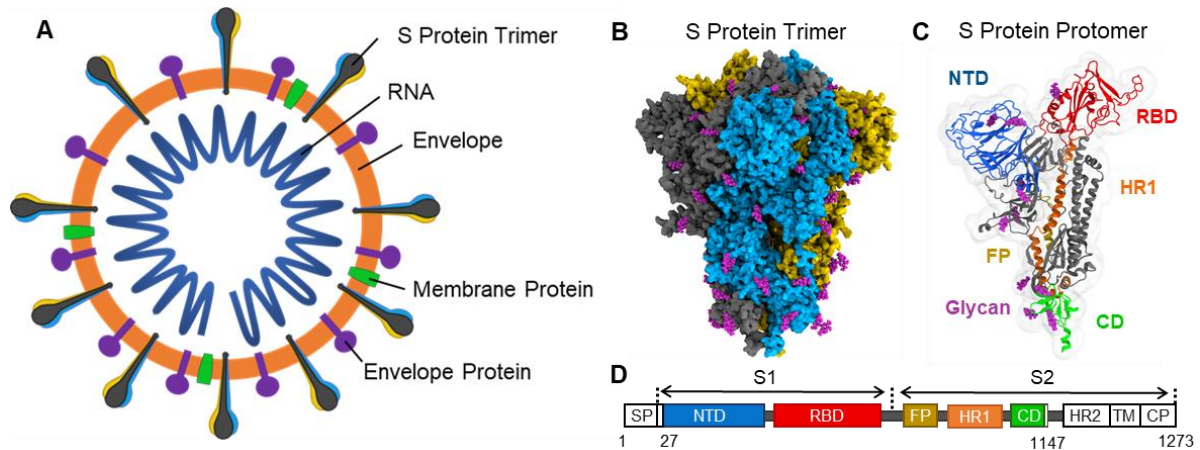 A
S Protein Trimer
RNA
Envelope
Membrane Protein
Envelope Protein
B S Protein Trimer
C S Protein Protomer
NTD
RBD
HR1
FP
Glycan
CD
D
S1 S2
SP NTD RBD FP HR1 CD HR2 TM CP
1 27 1147 1273